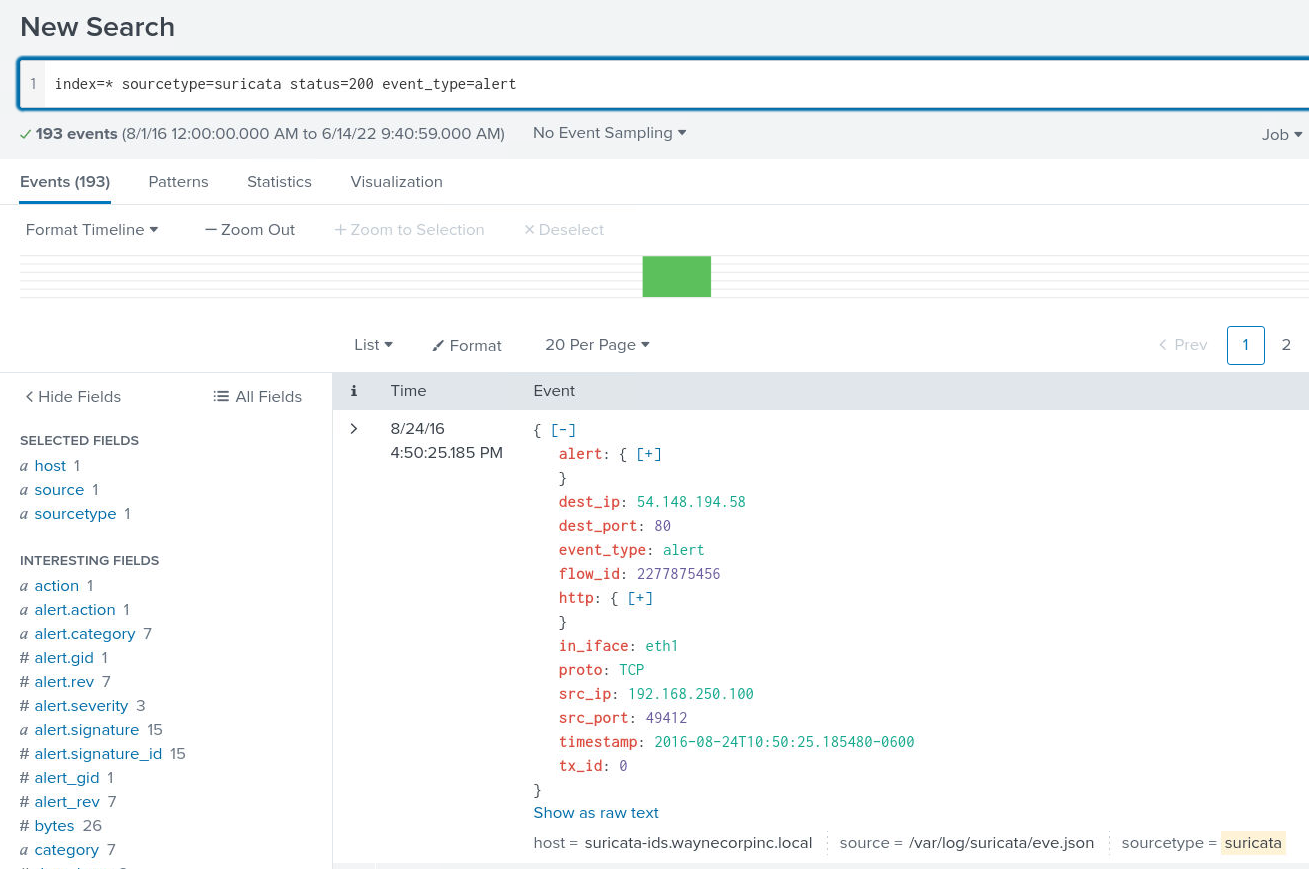 New Search
1 index=* sourcetype=suricata status=200 event_type=alert
193 events (8/1/16 12:00:00.000 AM to 6/14/22 9:40:59.000 AM) No Event Sampling Job
Events (193) Patterns Statistics Visualization
Format Timeline − Zoom Out + Zoom to Selection × Deselect
List Format 20 Per Page < Prev 1 2
< Hide Fields All Fields
i Time Event
SELECTED FIELDS
a host 1
a source 1
a sourcetype 1
INTERESTING FIELDS
a action 1
a alert.action 1
a alert.category 7
# alert.gid 1
# alert.rev 7
# alert.severity 3
a alert.signature 15
# alert.signature_id 15
# alert_gid 1
# alert_rev 7
# bytes 26
a category 7
> 8/24/16
4:50:25.185 PM
{ [-]
alert: { [+]
}
dest_ip: 54.148.194.58
dest_port: 80
event_type: alert
flow_id: 2277875456
http: { [+]
}
in_iface: eth1
proto: TCP
src_ip: 192.168.250.100
src_port: 49412
timestamp: 2016-08-24T10:50:25.185480-0600
tx_id: 0
}
Show as raw text
host = suricata-ids.waynecorpinc.local source = /var/log/suricata/eve.json sourcetype = suricata